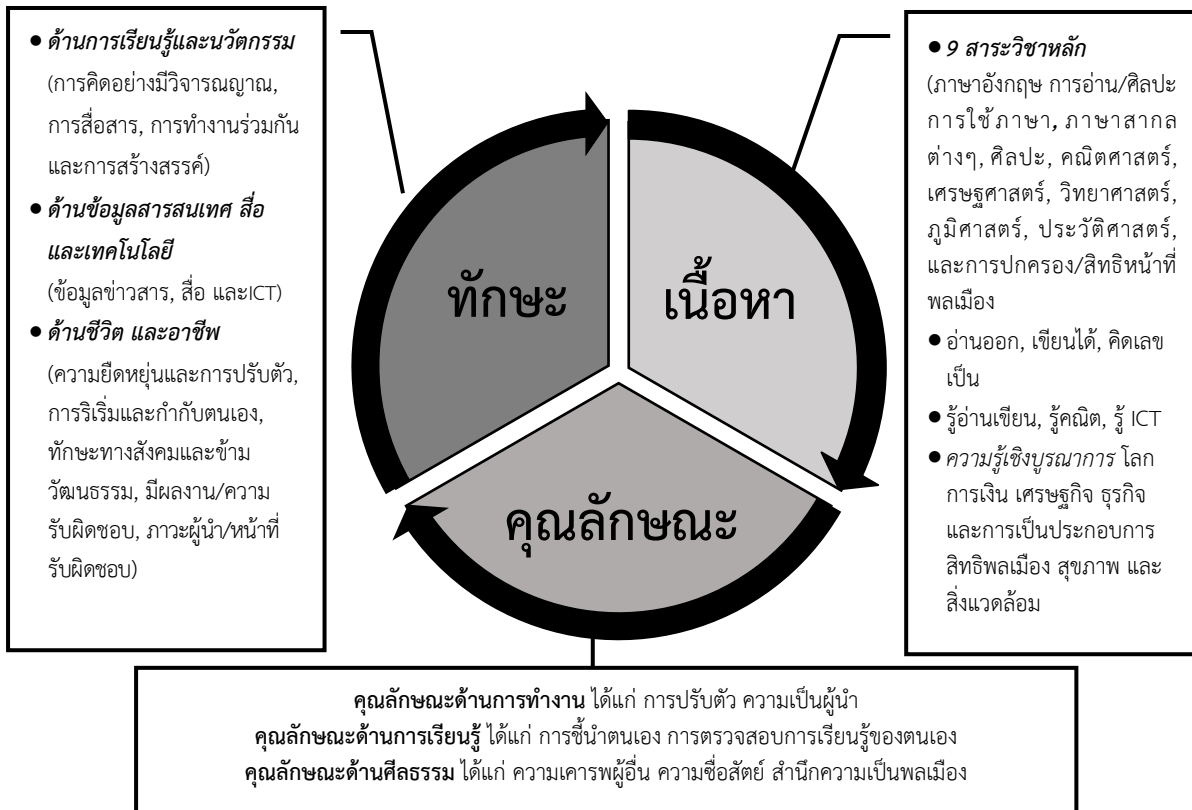 ● ด้านการเรียนรู้และนวัตกรรม
(การคิดอย่างมีวิจารณญาณ,
การสื่อสาร, การทำงานร่วมกัน
และการสร้างสรรค์)
● ด้านข้อมูลสารสนเทศ สื่อ
และเทคโนโลยี
(ข้อมูลข่าวสาร, สื่อ และICT)
● ด้านชีวิต และอาชีพ
(ความยืดหยุ่นและการปรับตัว,
การริเริ่มและกำกับตนเอง,
ทักษะทางสังคมและข้าม
วัฒนธรรม, มีผลงาน/ความ
รับผิดชอบ, ภาวะผู้นำ/หน้าที่
รับผิดชอบ)
ทักษะ
เนื้อหา
คุณลักษณะ
● 9 สาระวิชาหลัก
(ภาษาอังกฤษ การอ่าน/ศิลปะ
การใช้ภาษา, ภาษาสากล
ต่างๆ, ศิลปะ, คณิตศาสตร์,
เศรษฐศาสตร์, วิทยาศาสตร์,
ภูมิศาสตร์, ประวัติศาสตร์,
และการปกครอง/สิทธิหน้าที่
พลเมือง
● อ่านออก, เขียนได้, คิดเลข
เป็น
● รู้อ่านเขียน, รู้คณิต, รู้ ICT
● ความรู้เชิงบูรณาการ โลก
การเงิน เศรษฐกิจ ธุรกิจ
และการเป็นประกอบการ
สิทธิพลเมือง สุขภาพ และ
สิ่งแวดล้อม
คุณลักษณะด้านการทำงาน ได้แก่ การปรับตัว ความเป็นผู้นำ
คุณลักษณะด้านการเรียนรู้ ได้แก่ การชี้นำตนเอง การตรวจสอบการเรียนรู้ของตนเอง
คุณลักษณะด้านศีลธรรม ได้แก่ ความเคารพผู้อื่น ความซื่อสัตย์ สำนึกความเป็นพลเมือง